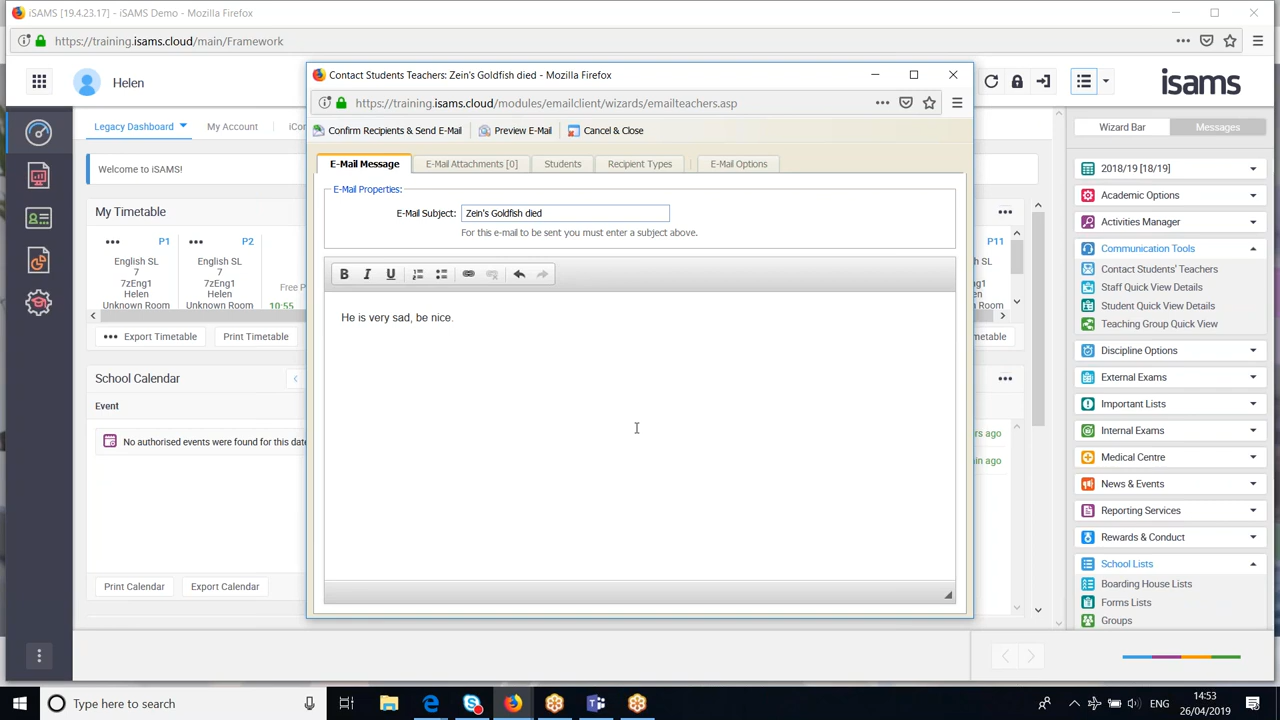 iSAMS [19.4.23.17] - iSAMS Demo - Mozilla Firefox
https://training.isams.cloud/main/Framework
Helen
isams
Legacy Dashboard
My Account
Welcome to iSAMS!
My Timetable
P1
P2
P11
English SL
7
7zEng1
Helen
Unknown Room
English SL
7
7zEng1
Helen
Unknown Room
Free P
10:55
Export Timetable
Print Timetable
School Calendar
Event
No authorised events were found for this date
Print Calendar
Export Calendar
Contact Students Teachers: Zein's Goldfish died - Mozilla Firefox
https://training.isams.cloud/modules/emailclient/wizards/emailteachers.asp
Confirm Recipients & Send E-Mail
Preview E-Mail
Cancel & Close
E-Mail Message
E-Mail Attachments [0]
Students
Recipient Types
E-Mail Options
E-Mail Properties:
E-Mail Subject:
Zein's Goldfish died
For this e-mail to be sent you must enter a subject above.
B I U
He is very sad, be nice.
Wizard Bar
Messages
2018/19 [18/19]
Academic Options
Activities Manager
Communication Tools
Contact Students' Teachers
Staff Quick View Details
Student Quick View Details
Teaching Group Quick View
Discipline Options
External Exams
Important Lists
Internal Exams
Medical Centre
News & Events
Reporting Services
Rewards & Conduct
School Lists
Boarding House Lists
Forms Lists
Groups
Type here to search
ENG
14:53
26/04/2019